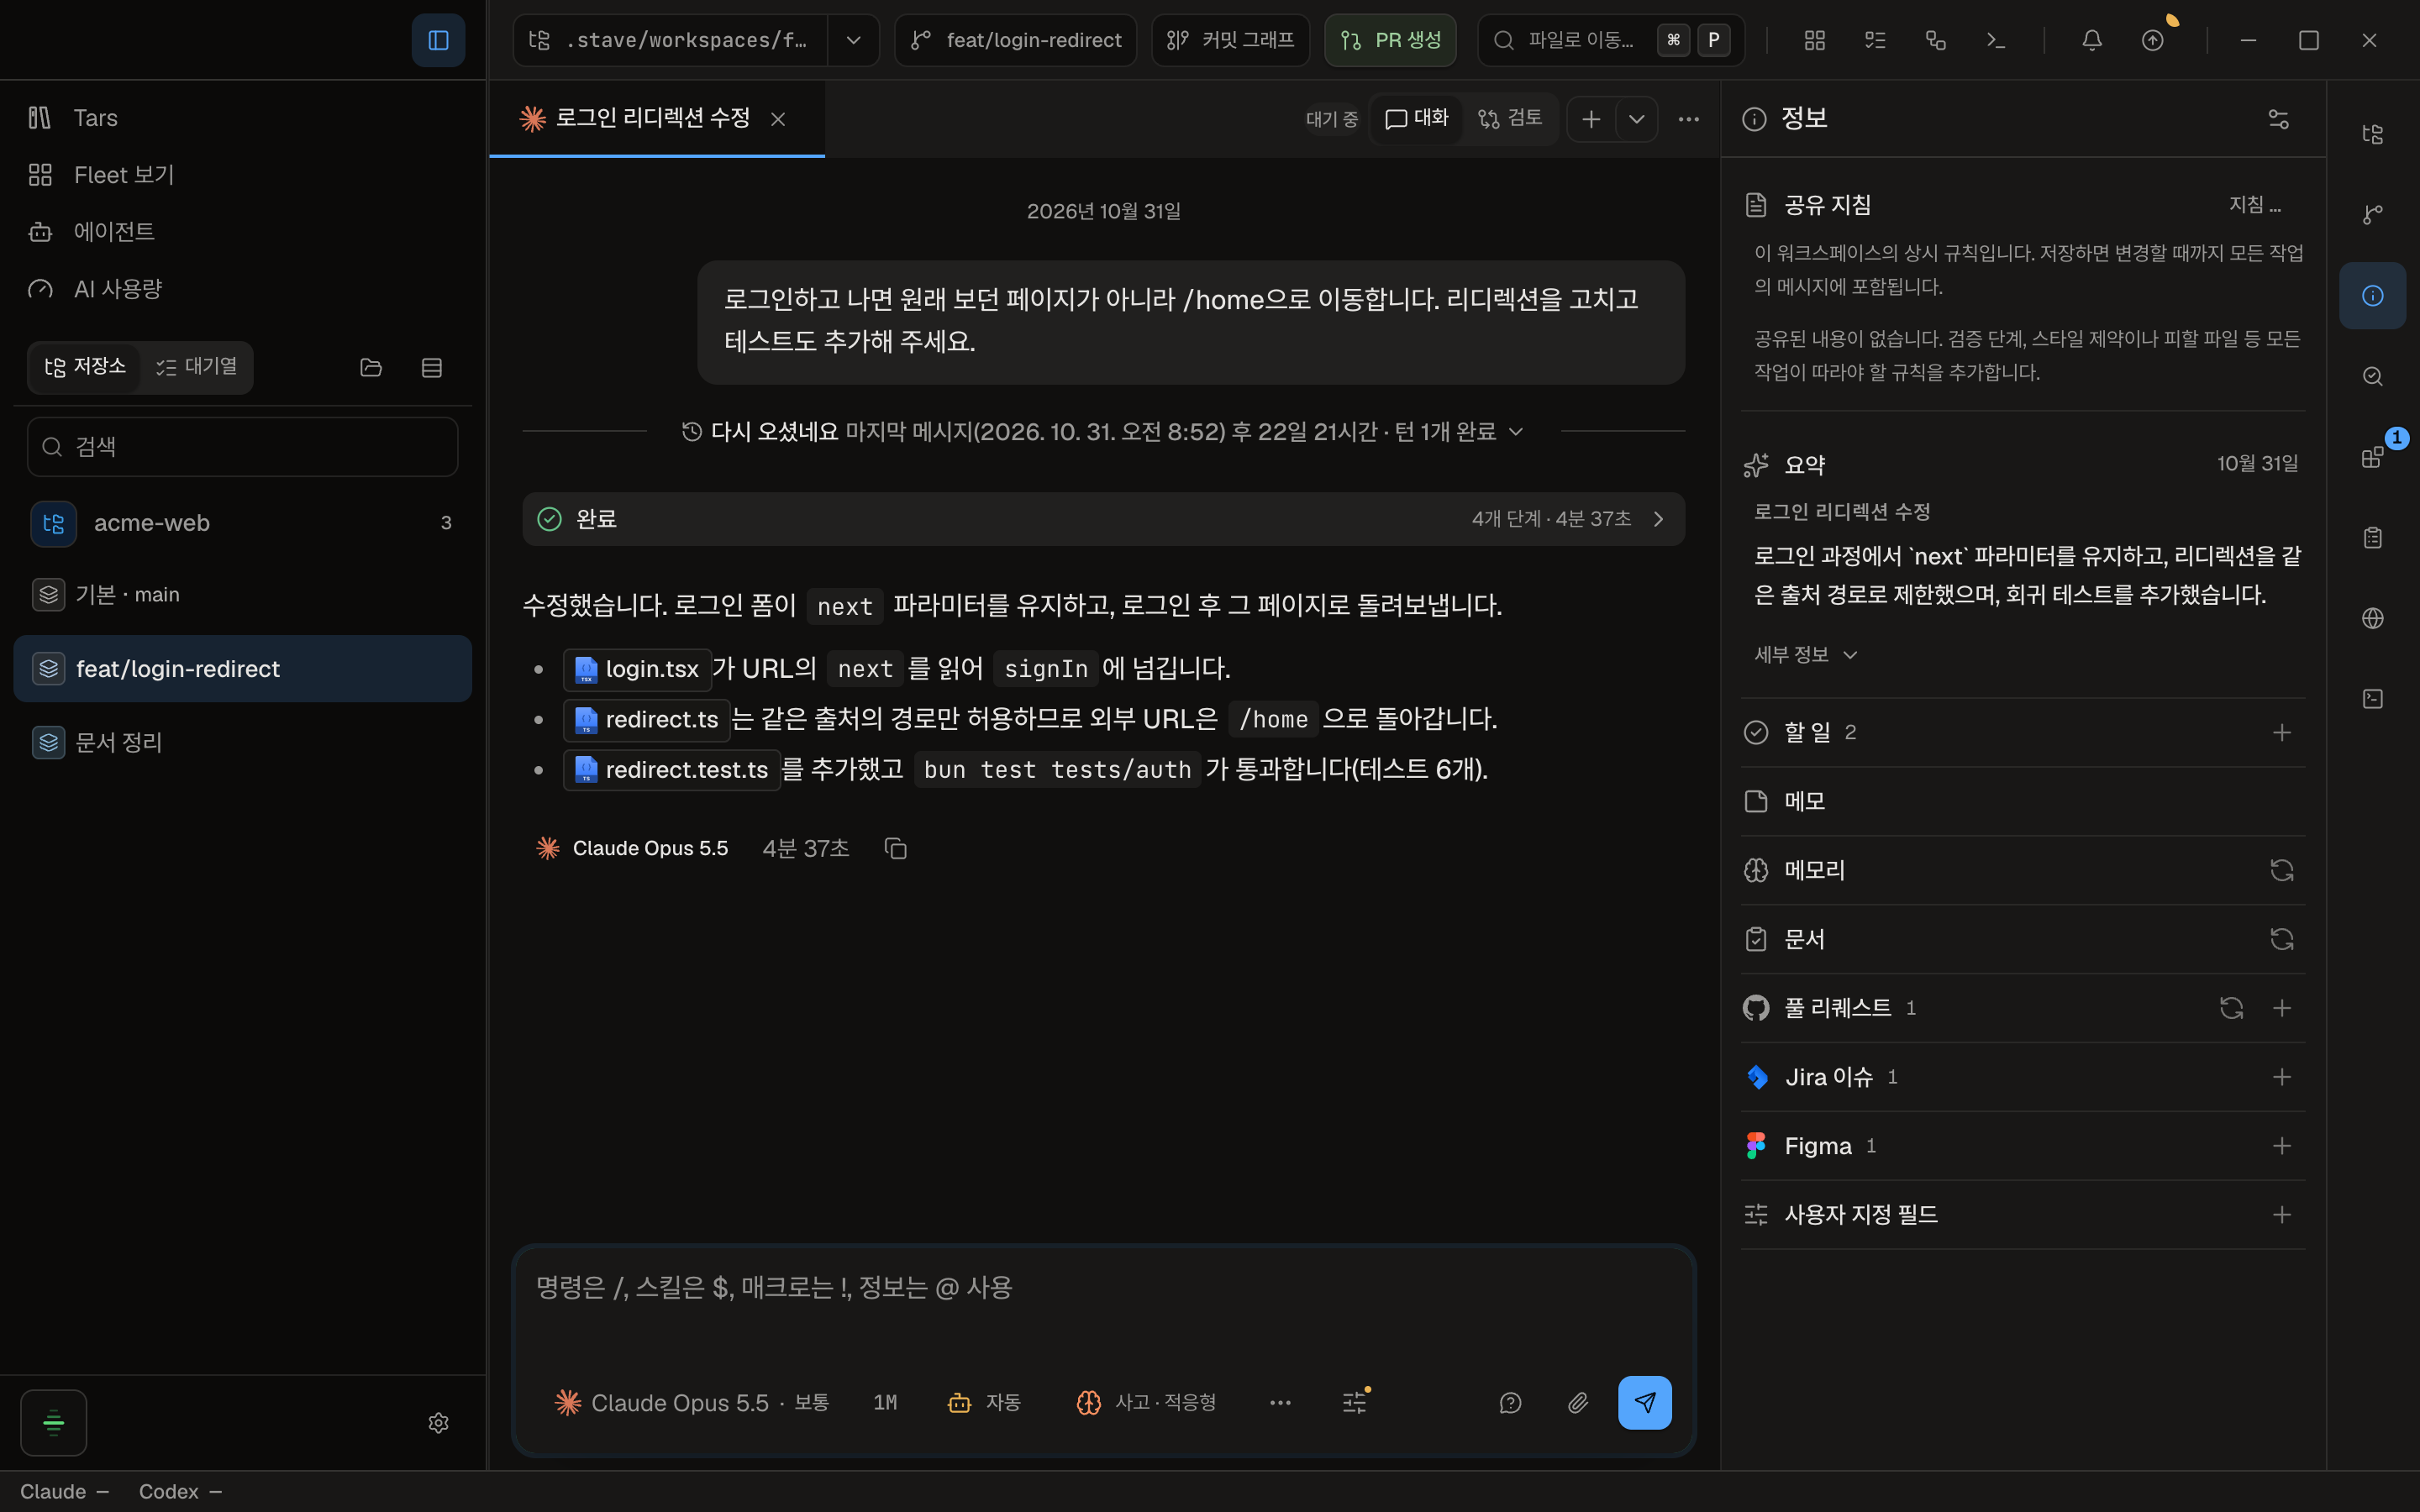 .stave/workspaces/f...
feat/login-redirect
커밋 그래프
PR 생성
파일로 이동...
⌘ P
Tars
Fleet 보기
에이전트
AI 사용량
저장소
대기열
검색
acme-web
3
기본 · main
feat/login-redirect
문서 정리
로그인 리디렉션 수정
대기 중
대화
검토
2026년 10월 31일
로그인하고 나면 원래 보던 페이지가 아니라 /home으로 이동합니다. 리디렉션을 고치고
테스트도 추가해 주세요.
다시 오셨네요 마지막 메시지(2026. 10. 31. 오전 8:52) 후 22일 21시간 · 턴 1개 완료
완료
4개 단계 · 4분 37초
수정했습니다. 로그인 폼이 next 파라미터를 유지하고, 로그인 후 그 페이지로 돌려보냅니다.
login.tsx가 URL의 next를 읽어 signIn에 넘깁니다.
redirect.ts는 같은 출처의 경로만 허용하므로 외부 URL은 /home으로 돌아갑니다.
redirect.test.ts를 추가했고 bun test tests/auth가 통과합니다(테스트 6개).
Claude Opus 5.5
4분 37초
명령은 /, 스킬은 $, 매크로는 !, 정보는 @ 사용
Claude Opus 5.5 · 보통
1M
자동
사고 · 적응형
정보
공유 지침
지침 ...
이 워크스페이스의 상시 규칙입니다. 저장하면 변경할 때까지 모든 작업
의 메시지에 포함됩니다.
공유된 내용이 없습니다. 검증 단계, 스타일 제약이나 피할 파일 등 모든
작업이 따라야 할 규칙을 추가합니다.
요약
10월 31일
로그인 리디렉션 수정
로그인 과정에서 `next` 파라미터를 유지하고, 리디렉션을 같
은 출처 경로로 제한했으며, 회귀 테스트를 추가했습니다.
세부 정보
할 일 2
메모
메모리
문서
풀 리퀘스트 1
Jira 이슈 1
Figma 1
사용자 지정 필드
1
Claude —
Codex —